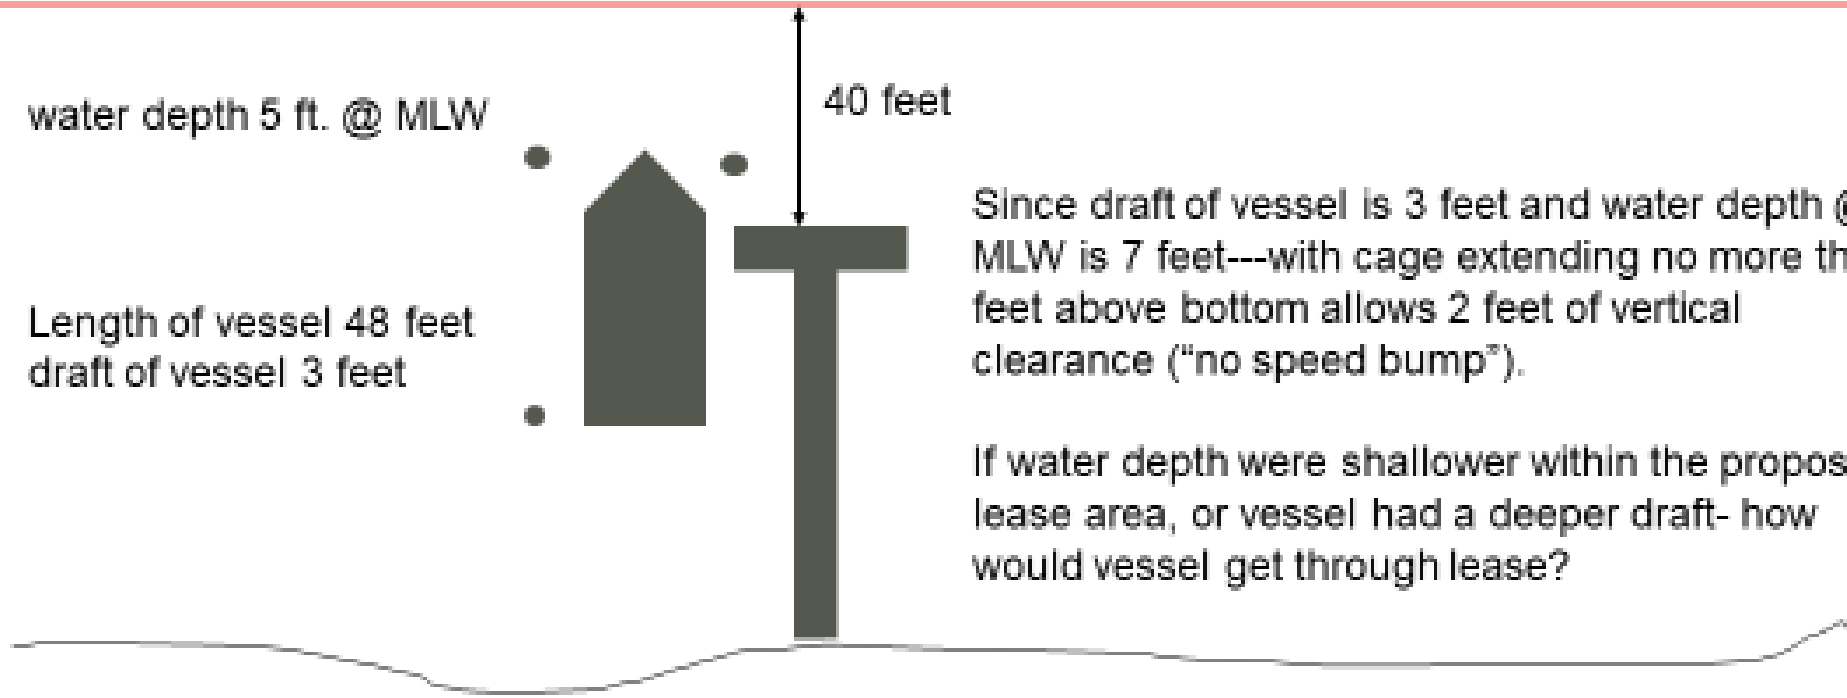 water depth 5 ft. @ MLW
40 feet
Length of vessel 48 feet
draft of vessel 3 feet
Since draft of vessel is 3 feet and water depth @
MLW is 7 feet---with cage extending no more th
feet above bottom allows 2 feet of vertical
clearance (“no speed bump”).
If water depth were shallower within the propos
lease area, or vessel had a deeper draft- how
would vessel get through lease?